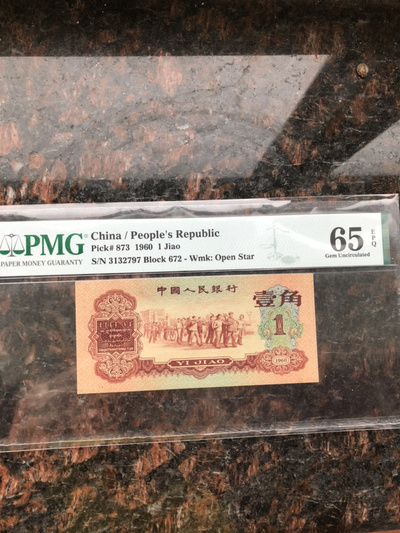 PMG
PAPER MONEY GUARANTY
China / People's Republic
Pick# 873 1960 1 Jiao
S/N 3132797 Block 672 - Wmk: Open Star
65 EPQ
Gem Uncirculated
中国人民银行
壹角
1
YI JIAO
1960